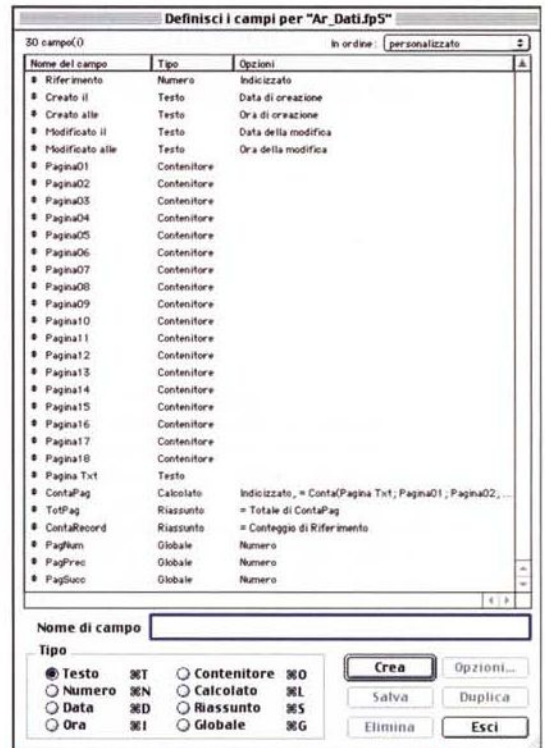 Definisci i campi per "Ar_Dati.fp5"
30 campo(i) In ordine: personalizzato
Nome del campo Tipo Opzioni
Riferimento Numero Indicizzato
Creato il Testo Data di creazione
Creato alle Testo Ora di creazione
Modificato il Testo Data della modifica
Modificato alle Testo Ora della modifica
Pagina01 Contenitore
Pagina02 Contenitore
Pagina03 Contenitore
Pagina04 Contenitore
Pagina05 Contenitore
Pagina06 Contenitore
Pagina07 Contenitore
Pagina08 Contenitore
Pagina09 Contenitore
Pagina10 Contenitore
Pagina11 Contenitore
Pagina12 Contenitore
Pagina13 Contenitore
Pagina14 Contenitore
Pagina15 Contenitore
Pagina16 Contenitore
Pagina17 Contenitore
Pagina18 Contenitore
Pagina Txt Testo
ContaPag Calcolato Indicizzato, = Conta(Pagina Txt; Pagina01; Pagina02, ...
TotPag Riassunto = Totale di ContaPag
ContaRecord Riassunto = Conteggio di Riferimento
PagNum Globale Numero
PagPrec Globale Numero
PagSucc Globale Numero
Nome di campo
Tipo
Testo ⌘T Contenitore ⌘O
Numero ⌘N Calcolato ⌘L
Data ⌘D Riassunto ⌘S
Ora ⌘I Globale ⌘G
Crea Opzioni...
Salva Duplica
Elimina Esci